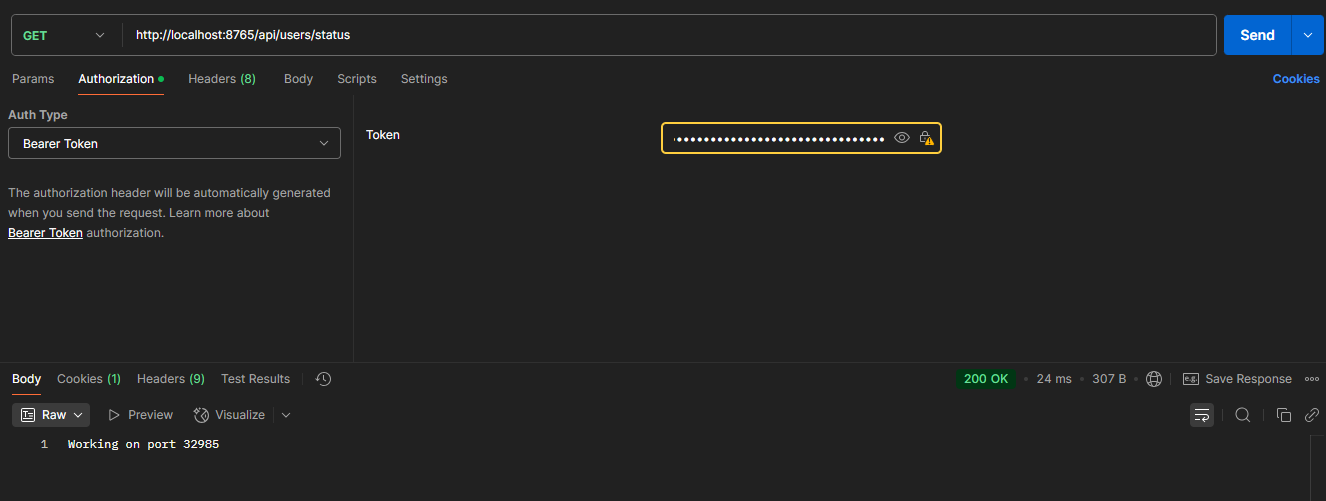 GET http://localhost:8765/api/users/status Send
Params Authorization Headers (8) Body Scripts Settings Cookies
Auth Type
Bearer Token
Token
The authorization header will be automatically generated
when you send the request. Learn more about
Bearer Token authorization.
Body Cookies (1) Headers (9) Test Results 200 OK • 24 ms • 307 B • e.g. Save Response
Raw Preview Visualize
1 Working on port 32985